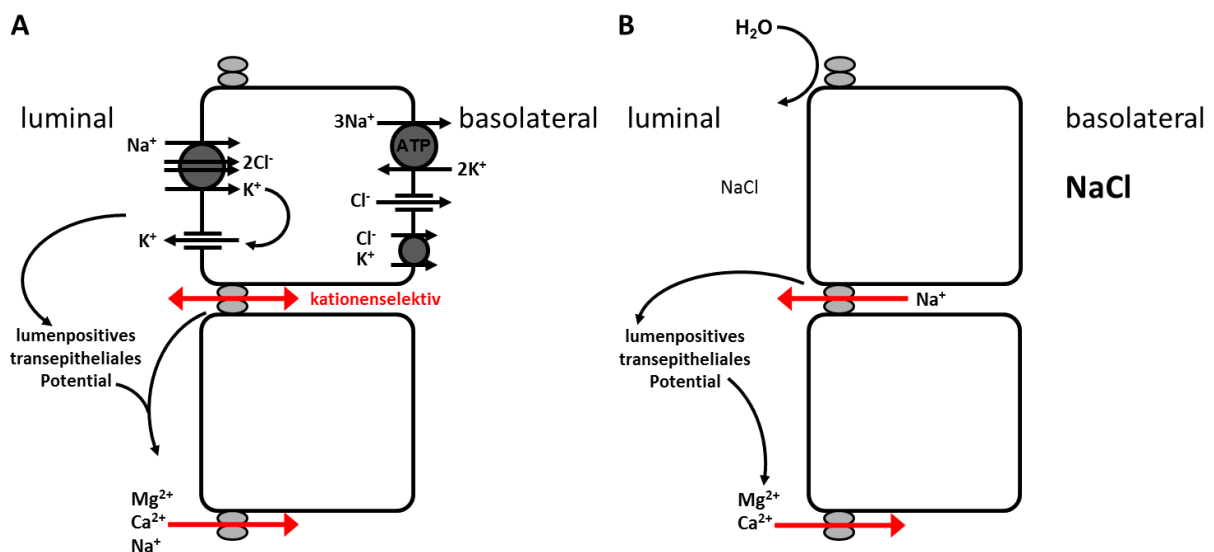 A
luminal
basolateral
Na⁺
2Cl⁻
K⁺
K⁺
3Na⁺
ATP
2K⁺
Cl⁻
Cl⁻
K⁺
kationenselektiv
lumenpositives
transepitheliales
Potential
Mg²⁺
Ca²⁺
Na⁺
B
H₂O
luminal
basolateral
NaCl
NaCl
Na⁺
lumenpositives
transepitheliales
Potential
Mg²⁺
Ca²⁺